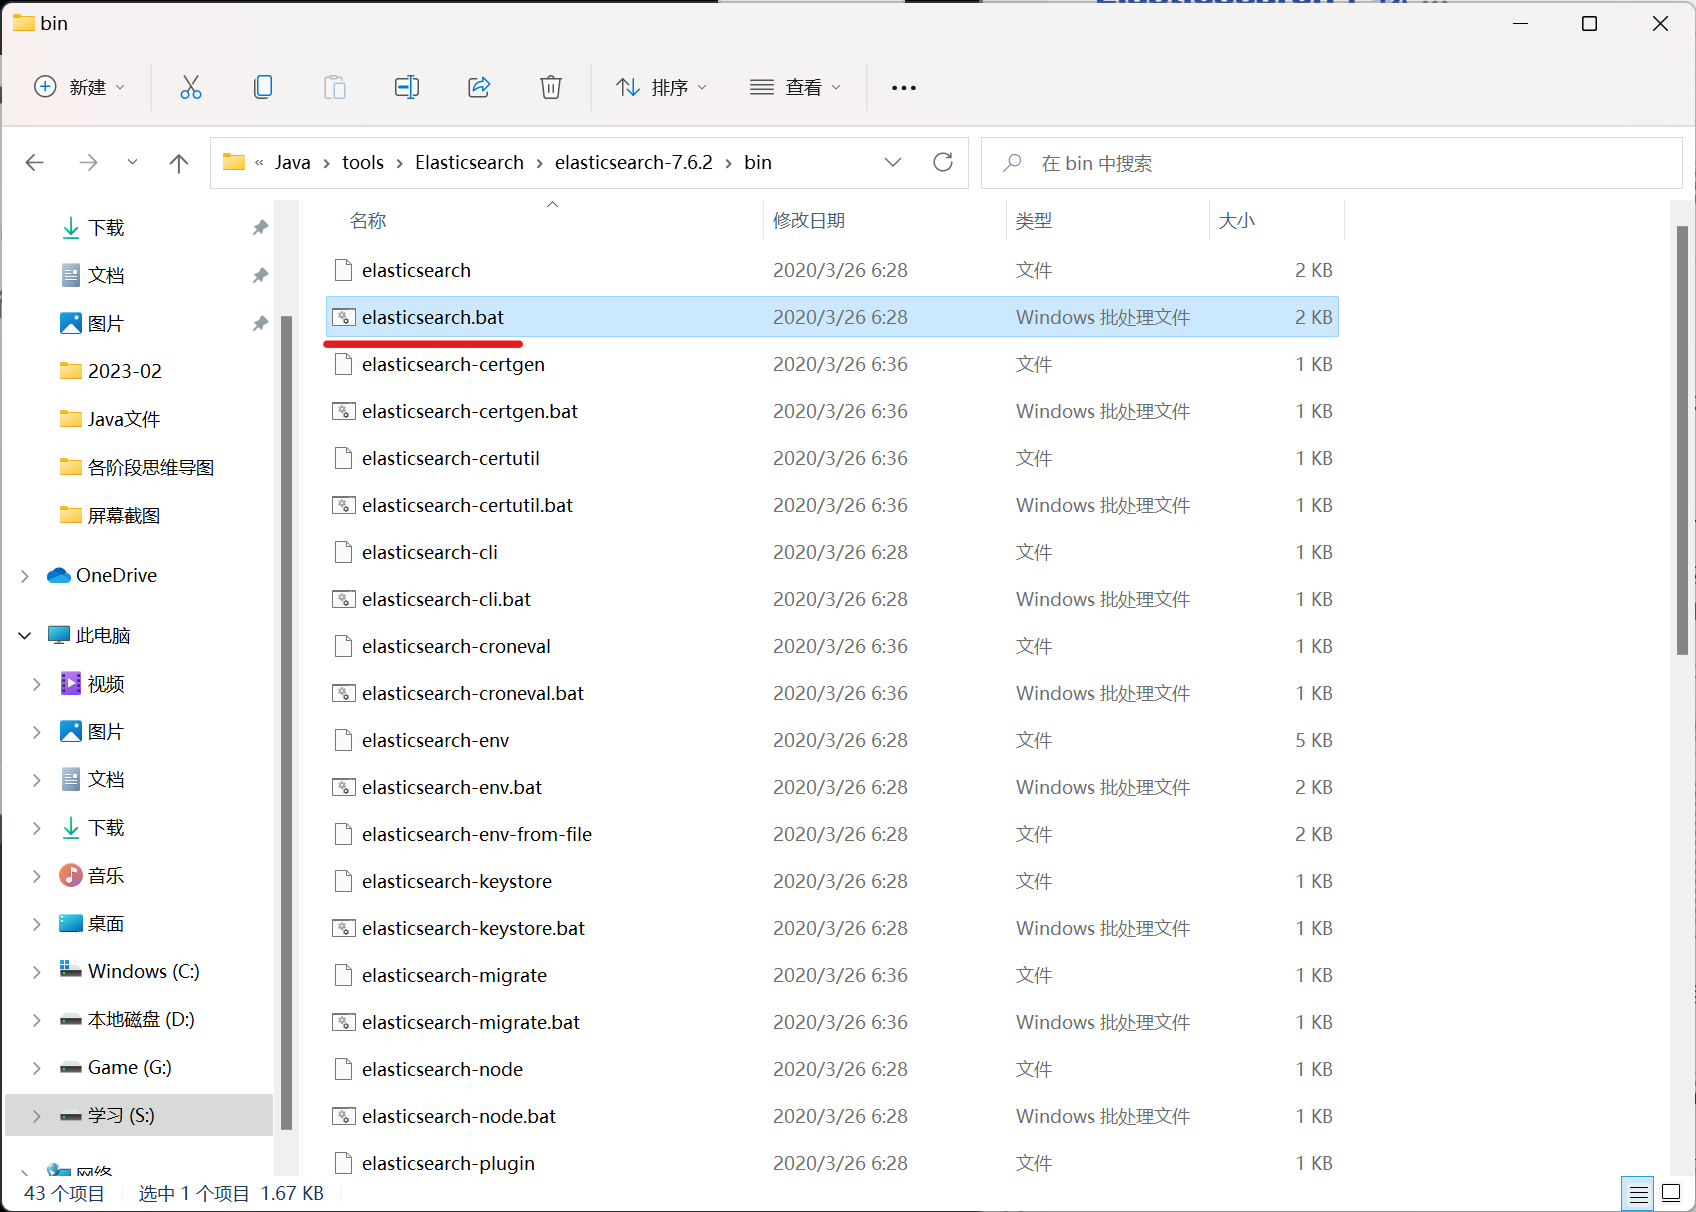 bin
新建
排序
查看
« Java › tools › Elasticsearch › elasticsearch-7.6.2 › bin
在 bin 中搜索
下载
文档
图片
2023-02
Java文件
各阶段思维导图
屏幕截图
OneDrive
此电脑
视频
图片
文档
下载
音乐
桌面
Windows (C:)
本地磁盘 (D:)
Game (G:)
学习 (S:)
网络
名称 修改日期 类型 大小
elasticsearch 2020/3/26 6:28 文件 2 KB
elasticsearch.bat 2020/3/26 6:28 Windows 批处理文件 2 KB
elasticsearch-certgen 2020/3/26 6:36 文件 1 KB
elasticsearch-certgen.bat 2020/3/26 6:36 Windows 批处理文件 1 KB
elasticsearch-certutil 2020/3/26 6:36 文件 1 KB
elasticsearch-certutil.bat 2020/3/26 6:36 Windows 批处理文件 1 KB
elasticsearch-cli 2020/3/26 6:28 文件 1 KB
elasticsearch-cli.bat 2020/3/26 6:28 Windows 批处理文件 1 KB
elasticsearch-croneval 2020/3/26 6:36 文件 1 KB
elasticsearch-croneval.bat 2020/3/26 6:36 Windows 批处理文件 1 KB
elasticsearch-env 2020/3/26 6:28 文件 5 KB
elasticsearch-env.bat 2020/3/26 6:28 Windows 批处理文件 2 KB
elasticsearch-env-from-file 2020/3/26 6:28 文件 2 KB
elasticsearch-keystore 2020/3/26 6:28 文件 1 KB
elasticsearch-keystore.bat 2020/3/26 6:28 Windows 批处理文件 1 KB
elasticsearch-migrate 2020/3/26 6:36 文件 1 KB
elasticsearch-migrate.bat 2020/3/26 6:36 Windows 批处理文件 1 KB
elasticsearch-node 2020/3/26 6:28 文件 1 KB
elasticsearch-node.bat 2020/3/26 6:28 Windows 批处理文件 1 KB
elasticsearch-plugin 2020/3/26 6:28 文件 1 KB
43 个项目 选中 1 个项目 1.67 KB